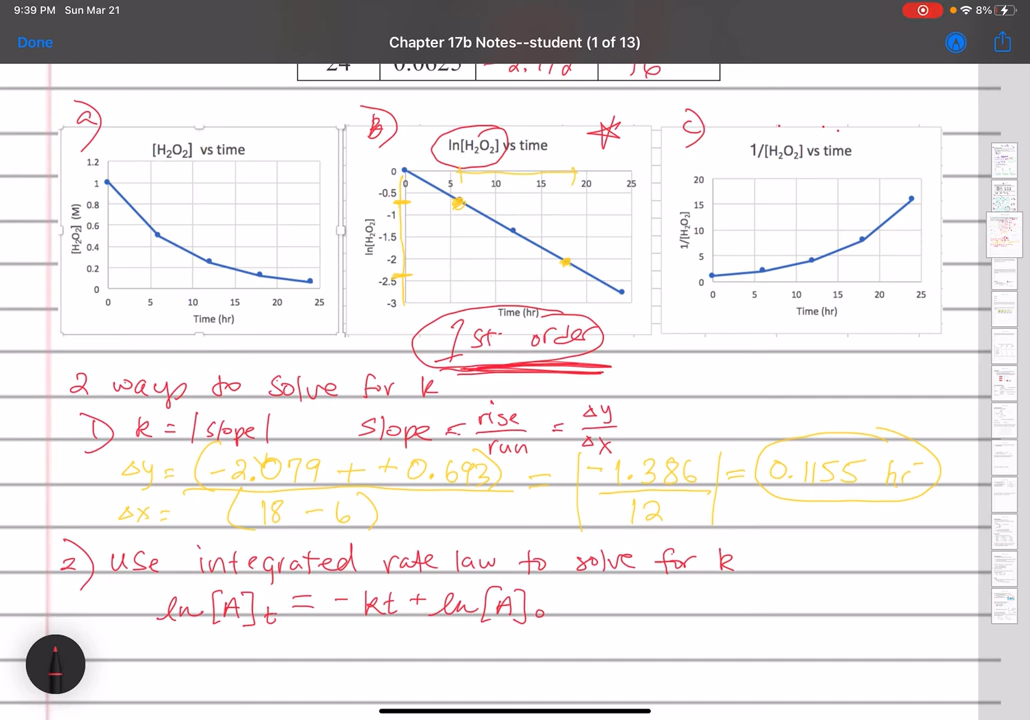 9:39 PM Sun Mar 21
8%
Done
Chapter 17b Notes--student (1 of 13)
24 0.0625 -2.772 16
a)
[H₂O₂] vs time
[H₂O₂] (M)
1.2
1
0.8
0.6
0.4
0.2
0
0 5 10 15 20 25
Time (hr)
B)
ln[H₂O₂] vs time
ln[H₂O₂]
0
-0.5
-1
-1.5
-2
-2.5
-3
0 5 10 15 20 25
Time (hr)
c)
1/[H₂O₂] vs time
1/[H₂O₂]
20
15
10
5
0
0 5 10 15 20 25
Time (hr)
1st order
2 ways to solve for k
1) k = |slope| slope = rise/run = Δy/Δx
Δy = (-2.079 + +0.693) = |-1.386 / 12| = 0.1155 hr⁻
Δx = (18 - 6)
2) Use integrated rate law to solve for k
ln[A]t = -kt + ln[A]₀